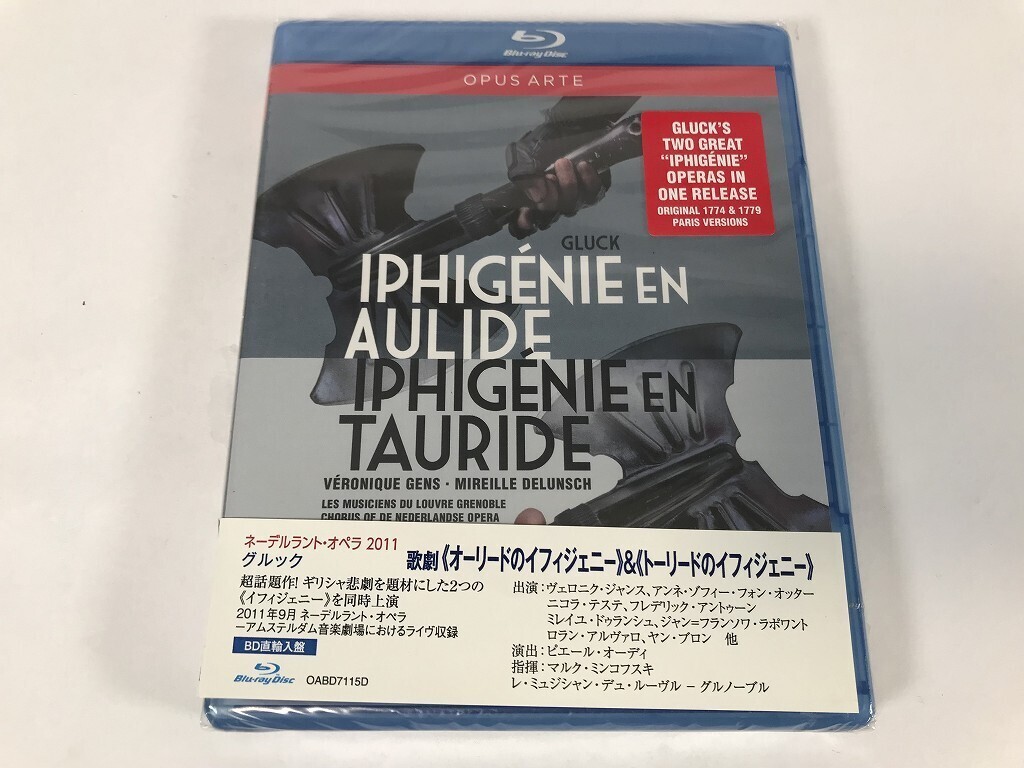 Blu-ray Disc
OPUS ARTE
GLUCK'S
TWO GREAT
“IPHIGÉNIE”
OPERAS IN
ONE RELEASE
ORIGINAL 1774 & 1779
PARIS VERSIONS
GLUCK
IPHIGÉNIE EN
AULIDE
IPHIGÉNIE EN
TAURIDE
VÉRONIQUE GENS · MIREILLE DELUNSCH
LES MUSICIENS DU LOUVRE GRENOBLE
CHORUS OF DE NEDERLANDSE OPERA
ネーデルラント・オペラ 2011
グルック 歌劇《オーリードのイフィジェニー》&《トーリードのイフィジェニー》
超話題作!ギリシャ悲劇を題材にした2つの
《イフィジェニー》を同時上演
2011年9月 ネーデルラント・オペラ
－アムステルダム音楽劇場におけるライヴ収録
BD直輸入盤
Blu-ray Disc OABD7115D
出演:ヴェロニク・ジャンス、アンネ・ゾフィー・フォン・オッター
ニコラ・テステ、フレデリック・アントゥーン
ミレイユ・ドゥランシュ、ジャン=フランソワ・ラポワント
ロラン・アルヴァロ、ヤン・ブロン 他
演出:ピエール・オーディ
指揮:マルク・ミンコフスキ
レ・ミュジシャン・デュ・ルーヴル － グルノーブル